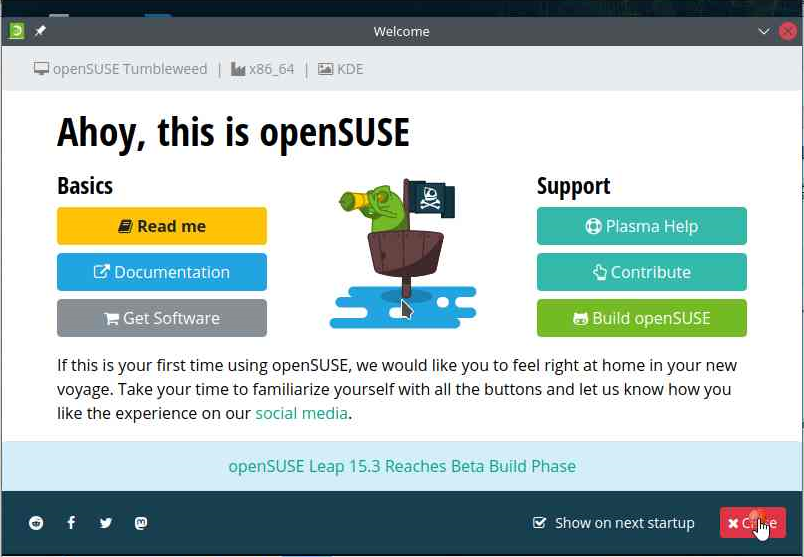 Welcome
openSUSE Tumbleweed | x86_64 | KDE
Ahoy, this is openSUSE
Basics
Read me
Documentation
Get Software
Support
Plasma Help
Contribute
Build openSUSE
If this is your first time using openSUSE, we would like you to feel right at home in your new
voyage. Take your time to familiarize yourself with all the buttons and let us know how you
like the experience on our social media.
openSUSE Leap 15.3 Reaches Beta Build Phase
Show on next startup